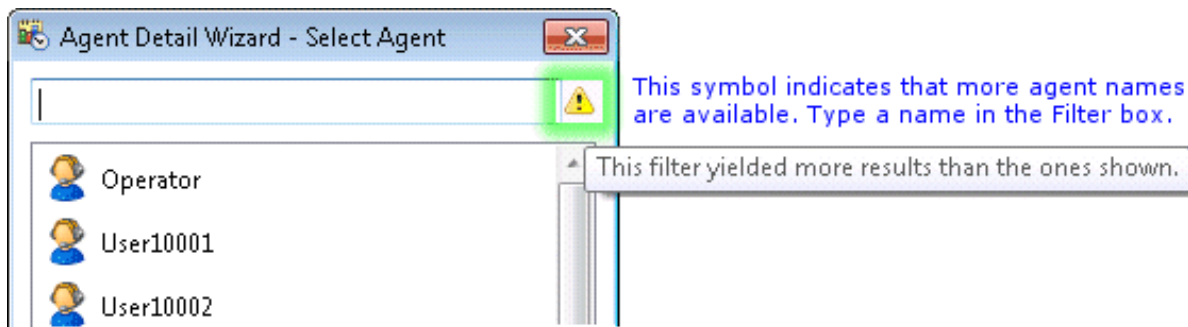 Agent Detail Wizard - Select Agent
This symbol indicates that more agent names
are available. Type a name in the Filter box.
This filter yielded more results than the ones shown.
Operator
User10001
User10002